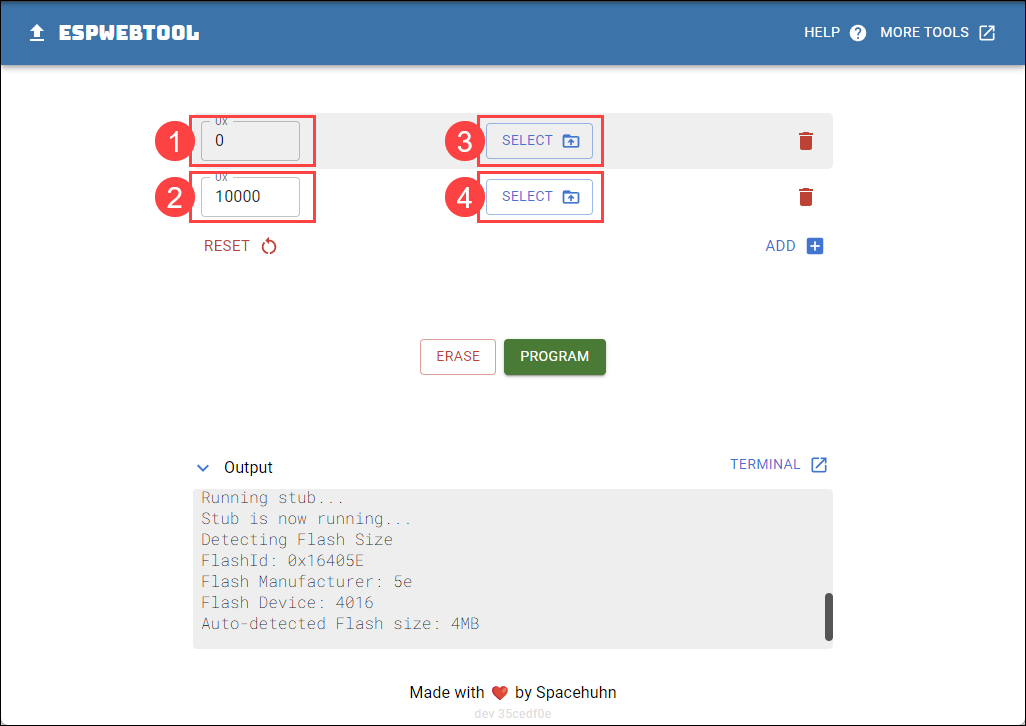 ESPWEBTOOL HELP ? MORE TOOLS
0x
1 0 3 SELECT
0x
2 10000 4 SELECT
RESET ADD
ERASE PROGRAM
Output TERMINAL
Running stub...
Stub is now running...
Detecting Flash Size
FlashId: 0x16405E
Flash Manufacturer: 5e
Flash Device: 4016
Auto-detected Flash size: 4MB
Made with ❤️ by Spacehuhn
dev 35cedf0e